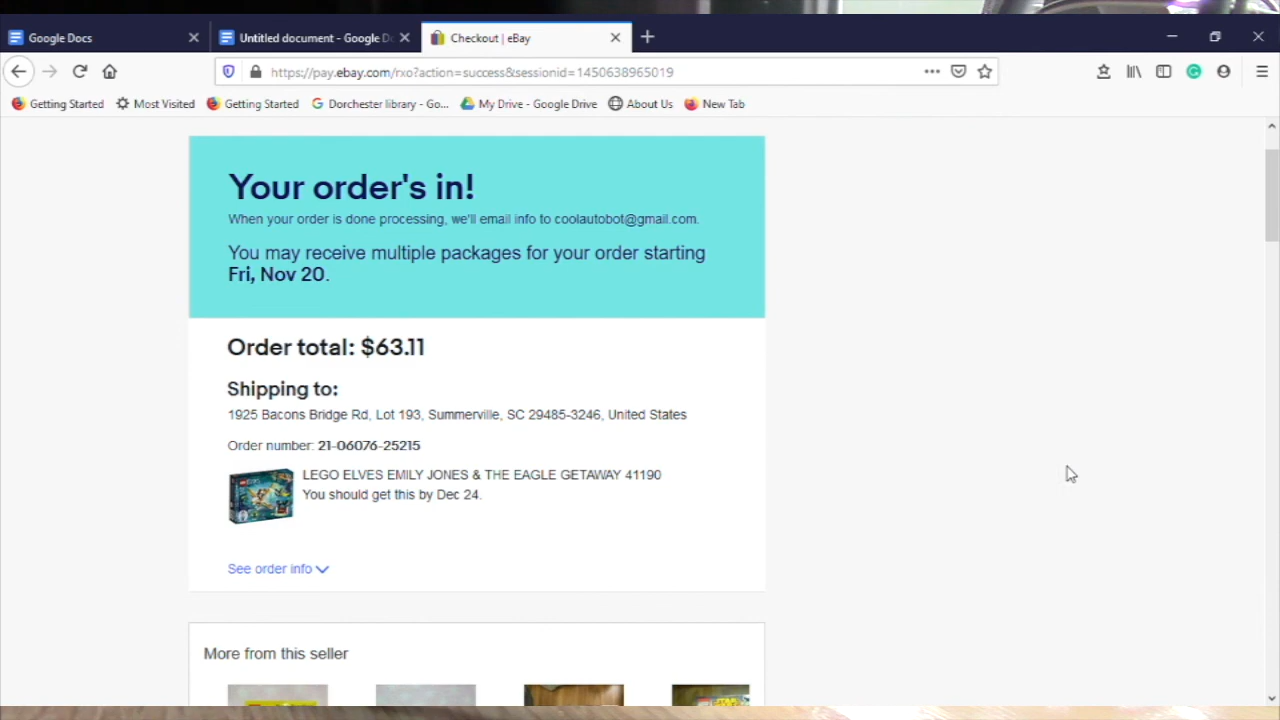 Google Docs
Untitled document - Google D
Checkout | eBay
https://pay.ebay.com/rxo?action=success&sessionid=1450638965019
Getting Started
Most Visited
Getting Started
Dorchester library - Go...
My Drive - Google Drive
About Us
New Tab
Your order's in!
When your order is done processing, we'll email info to coolautobot@gmail.com.
You may receive multiple packages for your order starting
Fri, Nov 20.
Order total: $63.11
Shipping to:
1925 Bacons Bridge Rd, Lot 193, Summerville, SC 29485-3246, United States
Order number: 21-06076-25215
LEGO ELVES EMILY JONES & THE EAGLE GETAWAY 41190
You should get this by Dec 24.
See order info
More from this seller